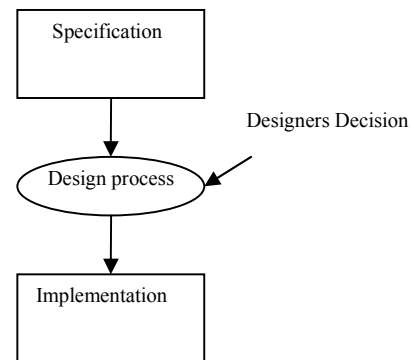 Specification
Designers Decision
Design process
Implementation